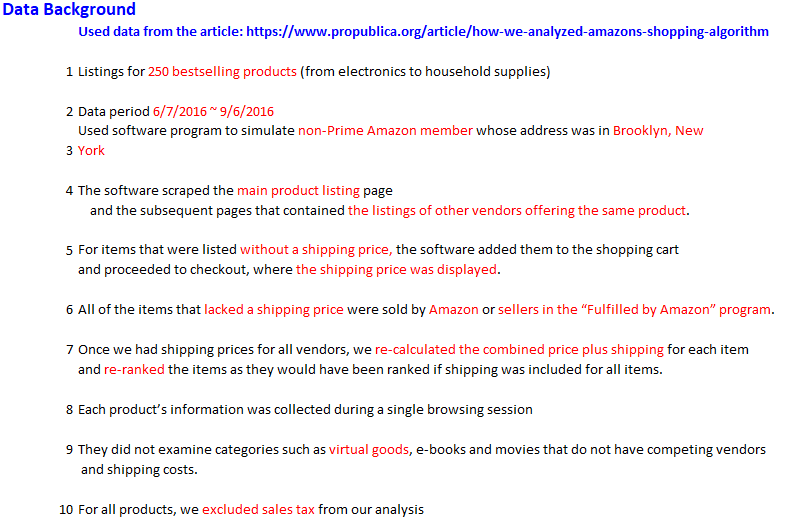 Data Background
Used data from the article: https://www.propublica.org/article/how-we-analyzed-amazons-shopping-algorithm
1 Listings for 250 bestselling products (from electronics to household supplies)
2 Data period 6/7/2016 ~ 9/6/2016
Used software program to simulate non-Prime Amazon member whose address was in Brooklyn, New
3 York
4 The software scraped the main product listing page
and the subsequent pages that contained the listings of other vendors offering the same product.
5 For items that were listed without a shipping price, the software added them to the shopping cart
and proceeded to checkout, where the shipping price was displayed.
6 All of the items that lacked a shipping price were sold by Amazon or sellers in the “Fulfilled by Amazon” program.
7 Once we had shipping prices for all vendors, we re-calculated the combined price plus shipping for each item
and re-ranked the items as they would have been ranked if shipping was included for all items.
8 Each product’s information was collected during a single browsing session
9 They did not examine categories such as virtual goods, e-books and movies that do not have competing vendors
and shipping costs.
10 For all products, we excluded sales tax from our analysis